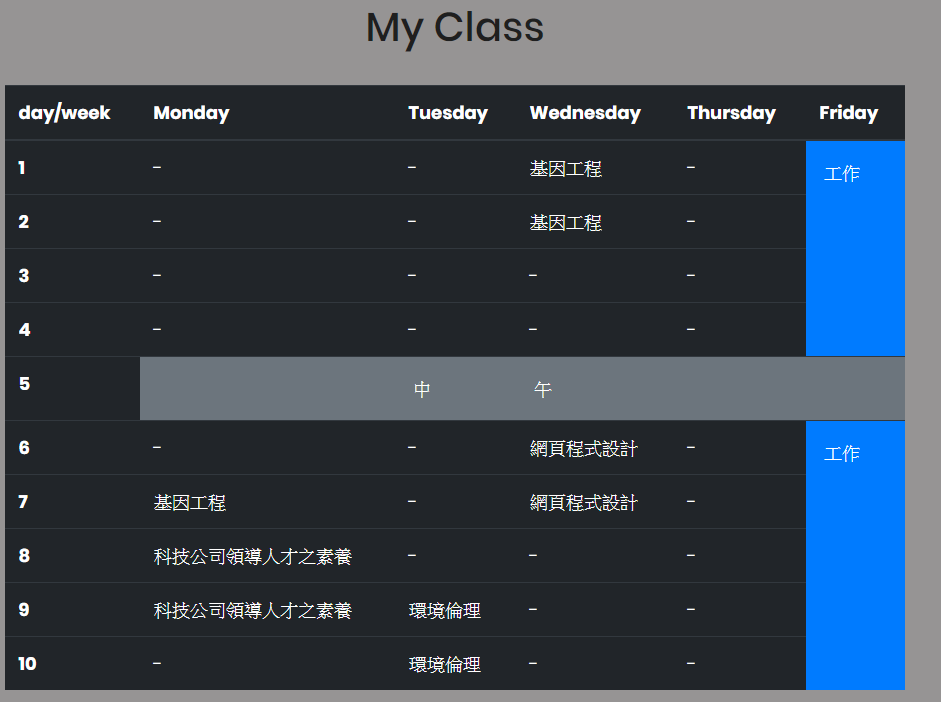 My Class
day/week Monday Tuesday Wednesday Thursday Friday
1 - - 基因工程 - 工作
2 - - 基因工程 -
3 - - - -
4 - - - -
5 中 午
6 - - 網頁程式設計 - 工作
7 基因工程 - 網頁程式設計 -
8 科技公司領導人才之素養 - - -
9 科技公司領導人才之素養 環境倫理 - -
10 - 環境倫理 - -